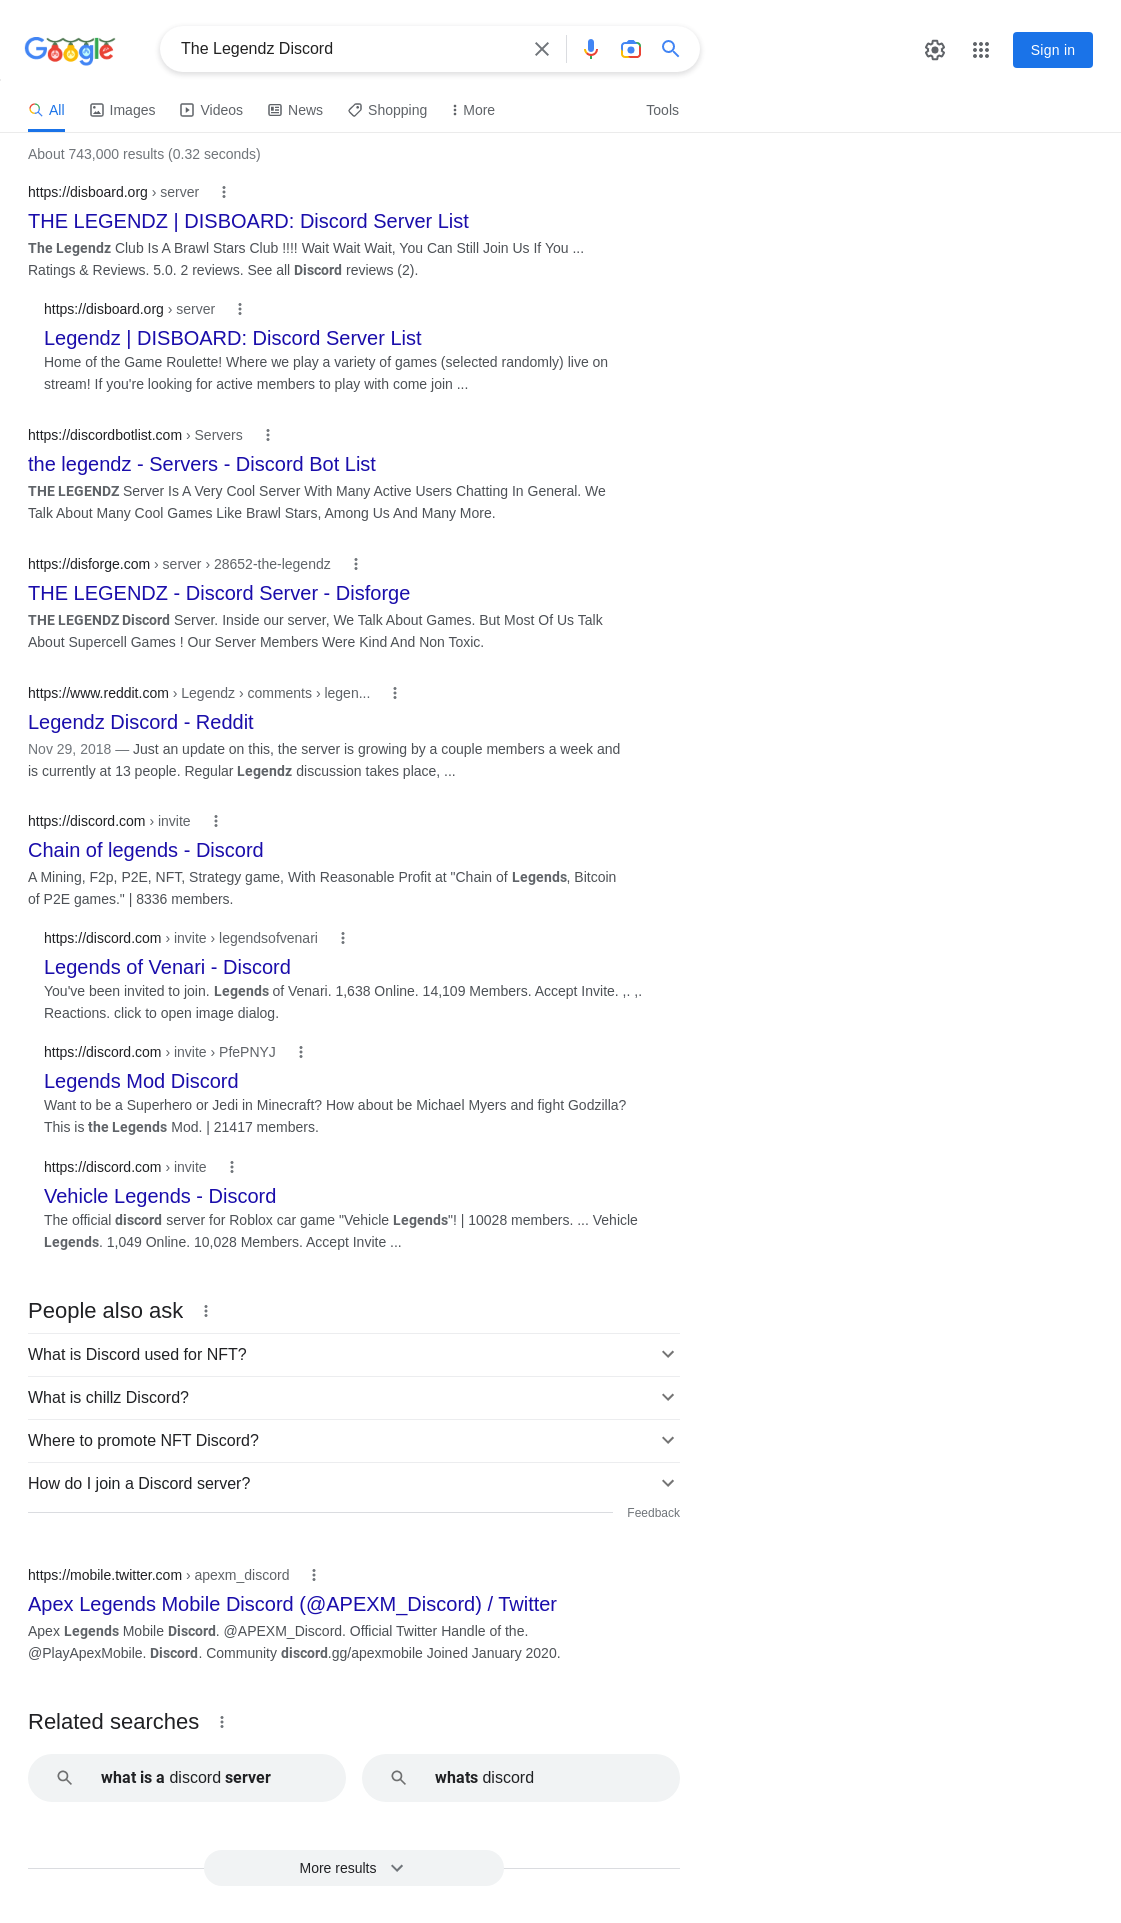 Google
The Legendz Discord
Sign in
All
Images
Videos
News
Shopping
More
Tools
About 743,000 results (0.32 seconds)
https://disboard.org › server
THE LEGENDZ | DISBOARD: Discord Server List
The Legendz Club Is A Brawl Stars Club !!!! Wait Wait Wait, You Can Still Join Us If You ...
Ratings & Reviews. 5.0. 2 reviews. See all Discord reviews (2).
https://disboard.org › server
Legendz | DISBOARD: Discord Server List
Home of the Game Roulette! Where we play a variety of games (selected randomly) live on
stream! If you're looking for active members to play with come join ...
https://discordbotlist.com › Servers
the legendz - Servers - Discord Bot List
THE LEGENDZ Server Is A Very Cool Server With Many Active Users Chatting In General. We
Talk About Many Cool Games Like Brawl Stars, Among Us And Many More.
https://disforge.com › server › 28652-the-legendz
THE LEGENDZ - Discord Server - Disforge
THE LEGENDZ Discord Server. Inside our server, We Talk About Games. But Most Of Us Talk
About Supercell Games ! Our Server Members Were Kind And Non Toxic.
https://www.reddit.com › Legendz › comments › legen...
Legendz Discord - Reddit
Nov 29, 2018 — Just an update on this, the server is growing by a couple members a week and
is currently at 13 people. Regular Legendz discussion takes place, ...
https://discord.com › invite
Chain of legends - Discord
A Mining, F2p, P2E, NFT, Strategy game, With Reasonable Profit at "Chain of Legends, Bitcoin
of P2E games." | 8336 members.
https://discord.com › invite › legendsofvenari
Legends of Venari - Discord
You've been invited to join. Legends of Venari. 1,638 Online. 14,109 Members. Accept Invite. ,. ,.
Reactions. click to open image dialog.
https://discord.com › invite › PfePNYJ
Legends Mod Discord
Want to be a Superhero or Jedi in Minecraft? How about be Michael Myers and fight Godzilla?
This is the Legends Mod. | 21417 members.
https://discord.com › invite
Vehicle Legends - Discord
The official discord server for Roblox car game "Vehicle Legends"! | 10028 members. ... Vehicle
Legends. 1,049 Online. 10,028 Members. Accept Invite ...
People also ask
What is Discord used for NFT?
What is chillz Discord?
Where to promote NFT Discord?
How do I join a Discord server?
Feedback
https://mobile.twitter.com › apexm_discord
Apex Legends Mobile Discord (@APEXM_Discord) / Twitter
Apex Legends Mobile Discord. @APEXM_Discord. Official Twitter Handle of the.
@PlayApexMobile. Discord. Community discord.gg/apexmobile Joined January 2020.
Related searches
what is a discord server
whats discord
More results